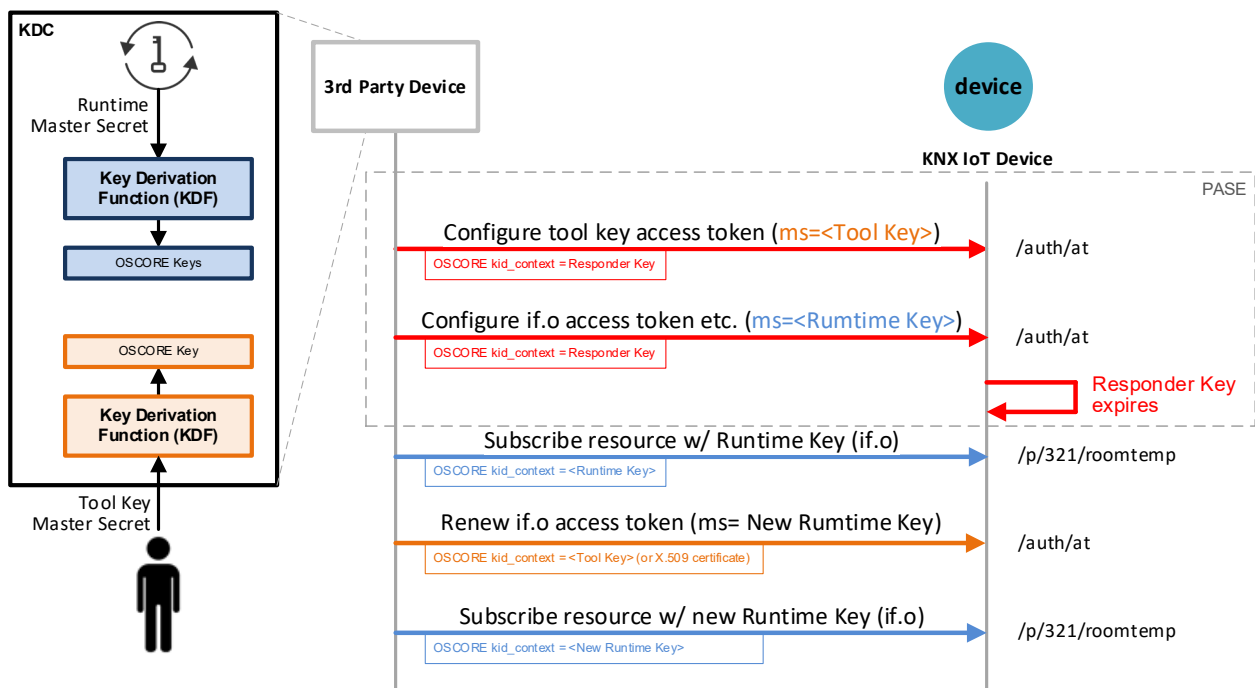 KDC
Runtime
Master Secret
Key Derivation
Function (KDF)
OSCORE Keys
OSCORE Key
Key Derivation
Function (KDF)
Tool Key
Master Secret
3rd Party Device
device
KNX IoT Device
PASE
Configure tool key access token (ms=<Tool Key>)
OSCORE kid_context = Responder Key
/auth/at
Configure if.o access token etc. (ms=<Rumtime Key>)
OSCORE kid_context = Responder Key
/auth/at
Responder Key
expires
Subscribe resource w/ Runtime Key (if.o)
OSCORE kid_context = <Runtime Key>
/p/321/roomtemp
Renew if.o access token (ms= New Rumtime Key)
OSCORE kid_context = <Tool Key> (or X.509 certificate)
/auth/at
Subscribe resource w/ new Runtime Key (if.o)
OSCORE kid_context = <New Runtime Key>
/p/321/roomtemp